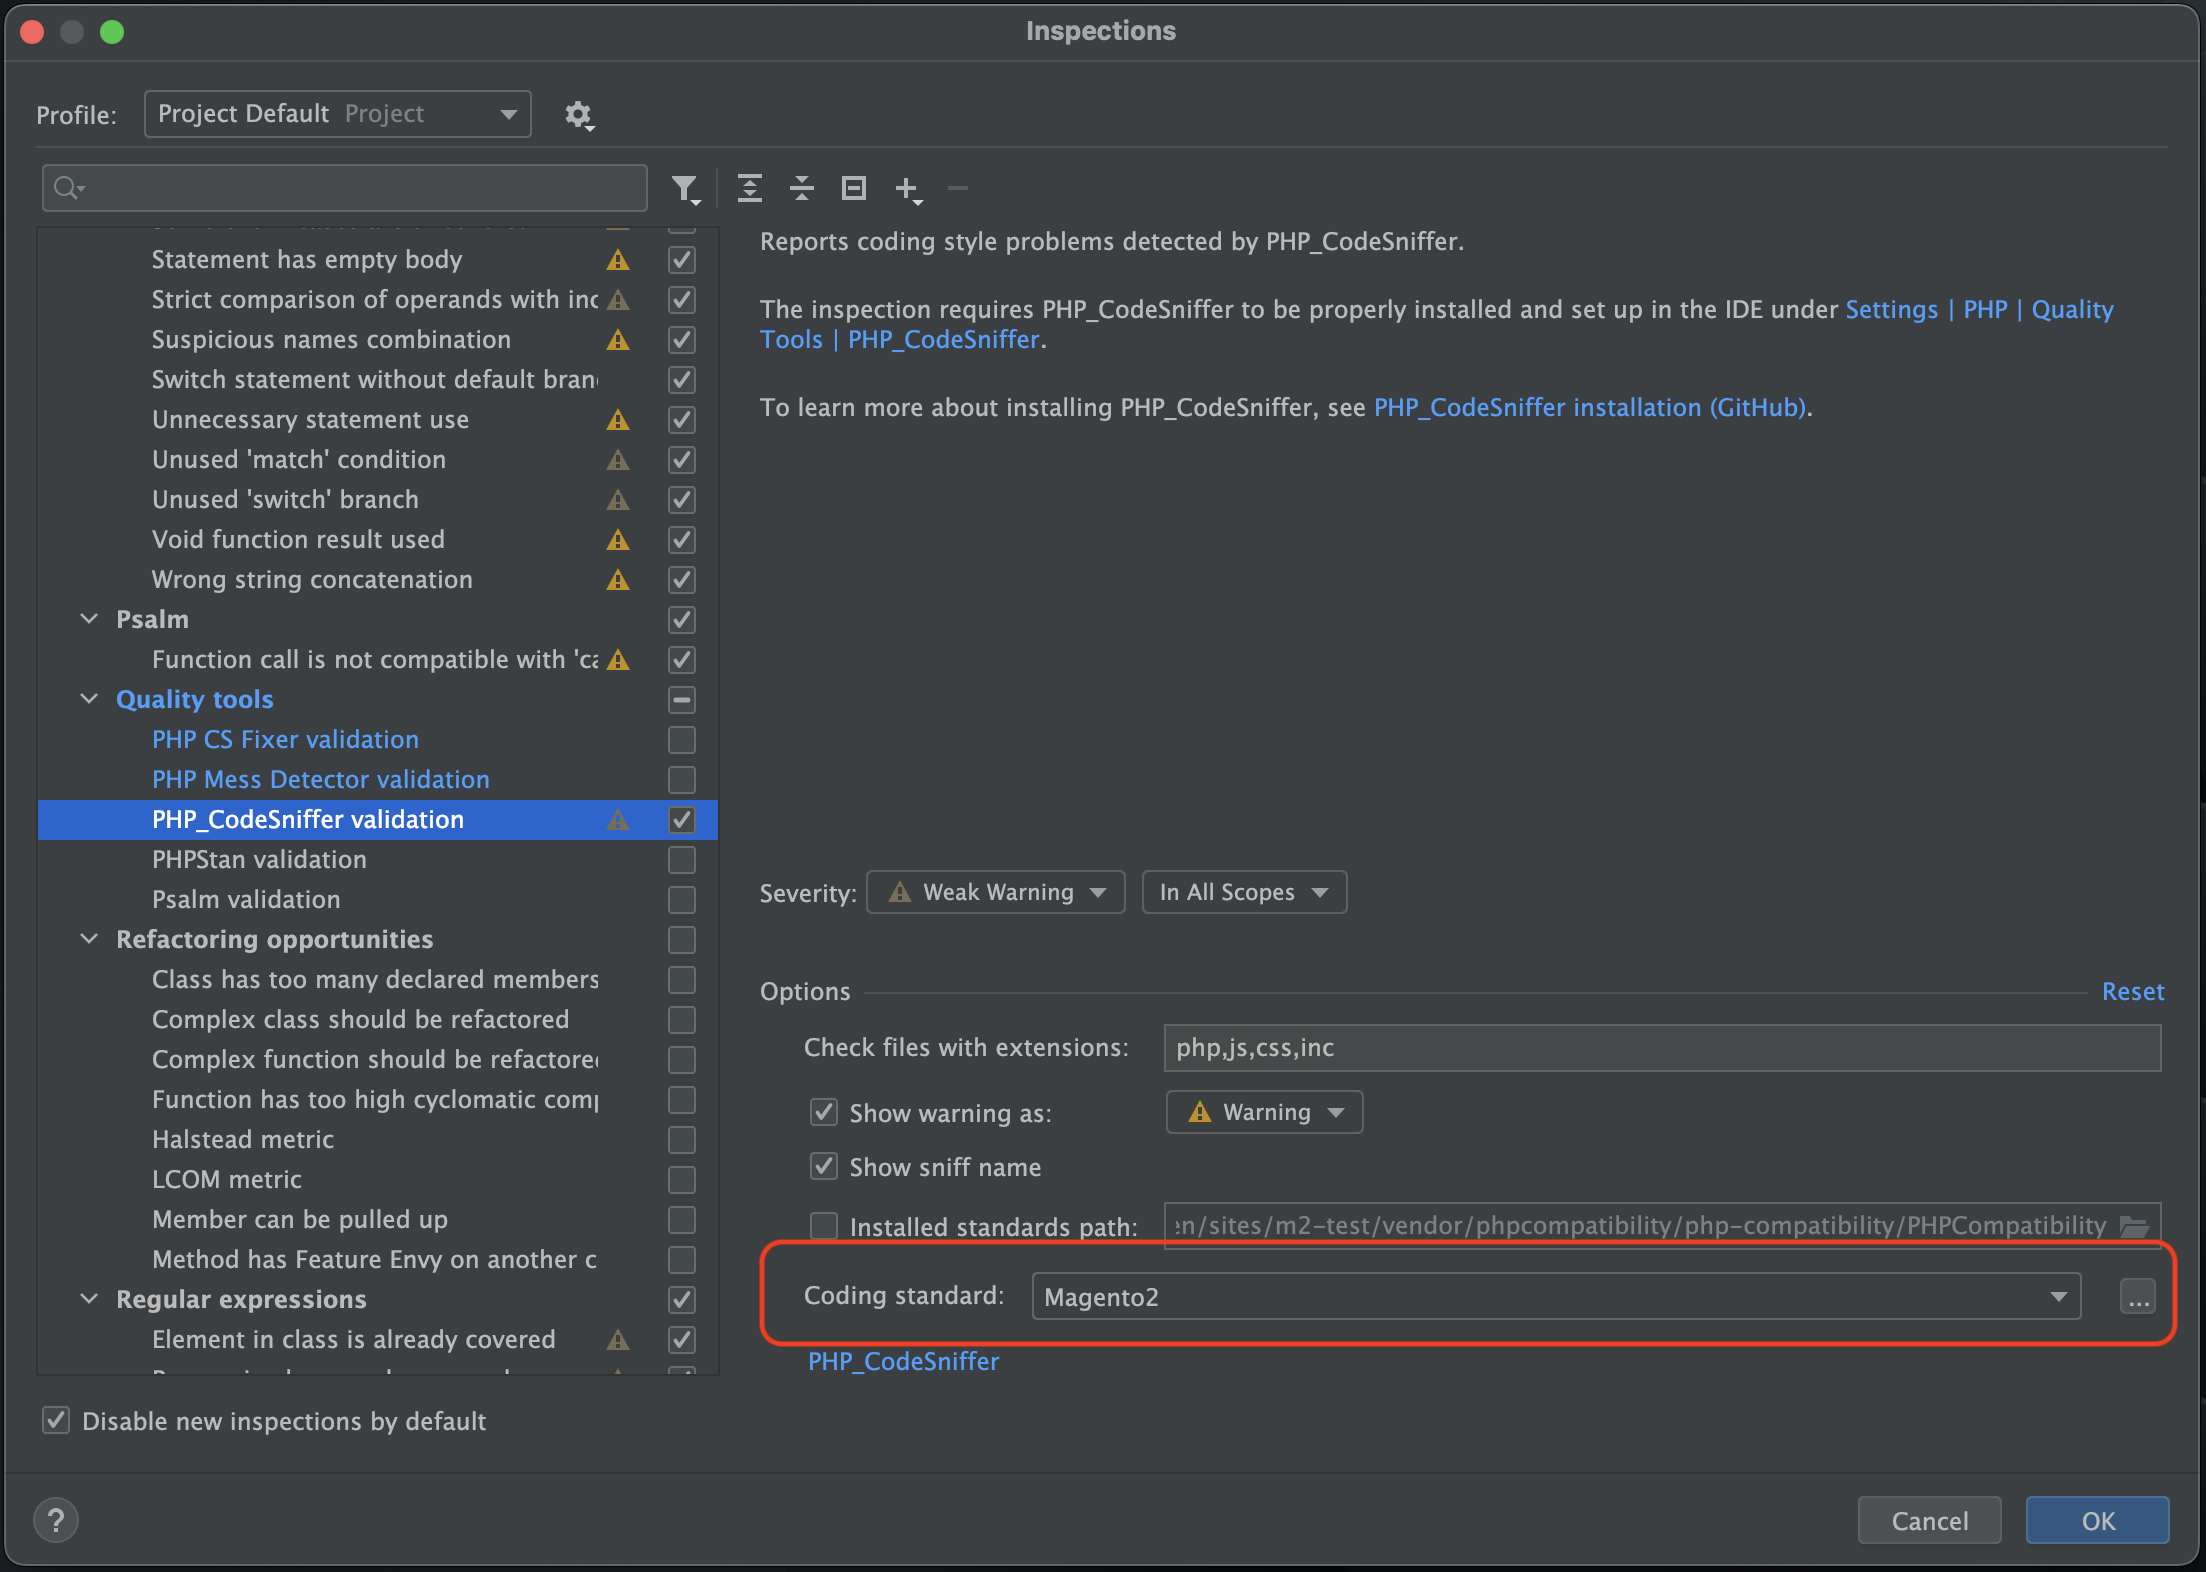 Inspections
Profile:
Project Default Project
Statement has empty body
Strict comparison of operands with inc
Suspicious names combination
Switch statement without default bran
Unnecessary statement use
Unused 'match' condition
Unused 'switch' branch
Void function result used
Wrong string concatenation
Psalm
Function call is not compatible with 'ca
Quality tools
PHP CS Fixer validation
PHP Mess Detector validation
PHP_CodeSniffer validation
PHPStan validation
Psalm validation
Refactoring opportunities
Class has too many declared members
Complex class should be refactored
Complex function should be refactored
Function has too high cyclomatic comp
Halstead metric
LCOM metric
Member can be pulled up
Method has Feature Envy on another c
Regular expressions
Element in class is already covered
Disable new inspections by default
Reports coding style problems detected by PHP_CodeSniffer.
The inspection requires PHP_CodeSniffer to be properly installed and set up in the IDE under Settings | PHP | Quality
Tools | PHP_CodeSniffer.
To learn more about installing PHP_CodeSniffer, see PHP_CodeSniffer installation (GitHub).
Severity: Weak Warning In All Scopes
Options Reset
Check files with extensions: php,js,css,inc
Show warning as: Warning
Show sniff name
Installed standards path: en/sites/m2-test/vendor/phpcompatibility/php-compatibility/PHPCompatibility
Coding standard: Magento2 ...
PHP_CodeSniffer
? Cancel OK